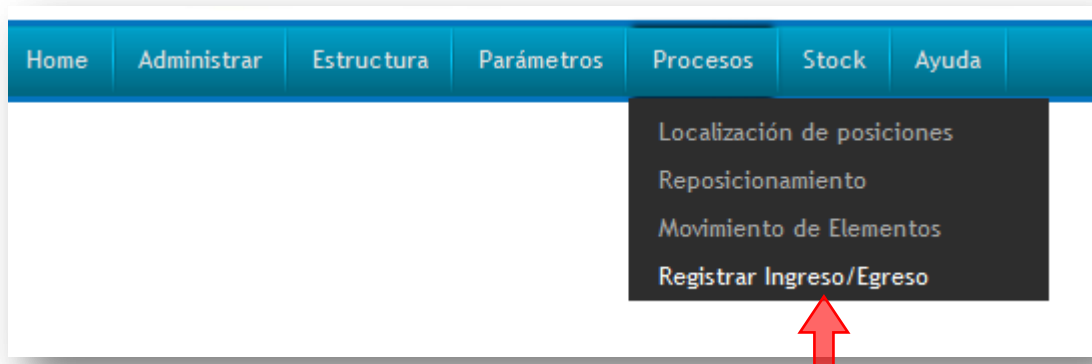 Home Administrar Estructura Parámetros Procesos Stock Ayuda
Localización de posiciones
Reposicionamiento
Movimiento de Elementos
Registrar Ingreso/Egreso